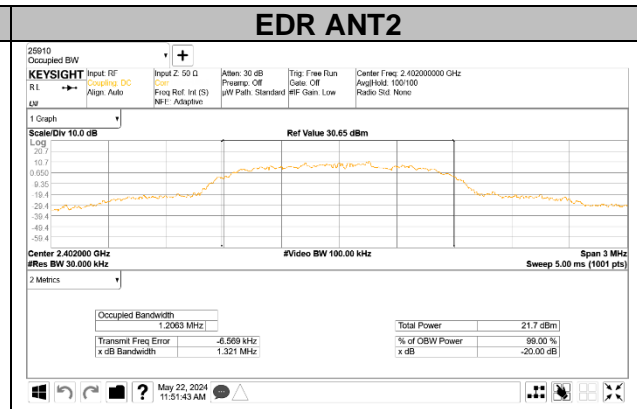 EDR ANT2
25910
Occupied BW
KEYSIGHT
R L
Input: RF
Coupling: DC
Align: Auto
Input Z: 50 Ω
Corr
Freq Ref: Int (S)
NFE: Adaptive
Atten: 30 dB
Preamp: Off
µW Path: Standard
Trig: Free Run
Gate: Off
#IF Gain: Low
Center Freq: 2.402000000 GHz
Avg|Hold: 100/100
Radio Std: None
1 Graph
Scale/Div 10.0 dB
Ref Value 30.65 dBm
Log
20.7
10.7
0.650
-9.35
-19.4
-29.4
-39.4
-49.4
-59.4
Center 2.402000 GHz
#Video BW 100.00 kHz
Span 3 MHz
#Res BW 30.000 kHz
Sweep 5.00 ms (1001 pts)
2 Metrics
Occupied Bandwidth
1.2063 MHz
Total Power 21.7 dBm
Transmit Freq Error -6.569 kHz
% of OBW Power 99.00 %
x dB Bandwidth 1.321 MHz
x dB -20.00 dB
May 22, 2024
11:51:43 AM